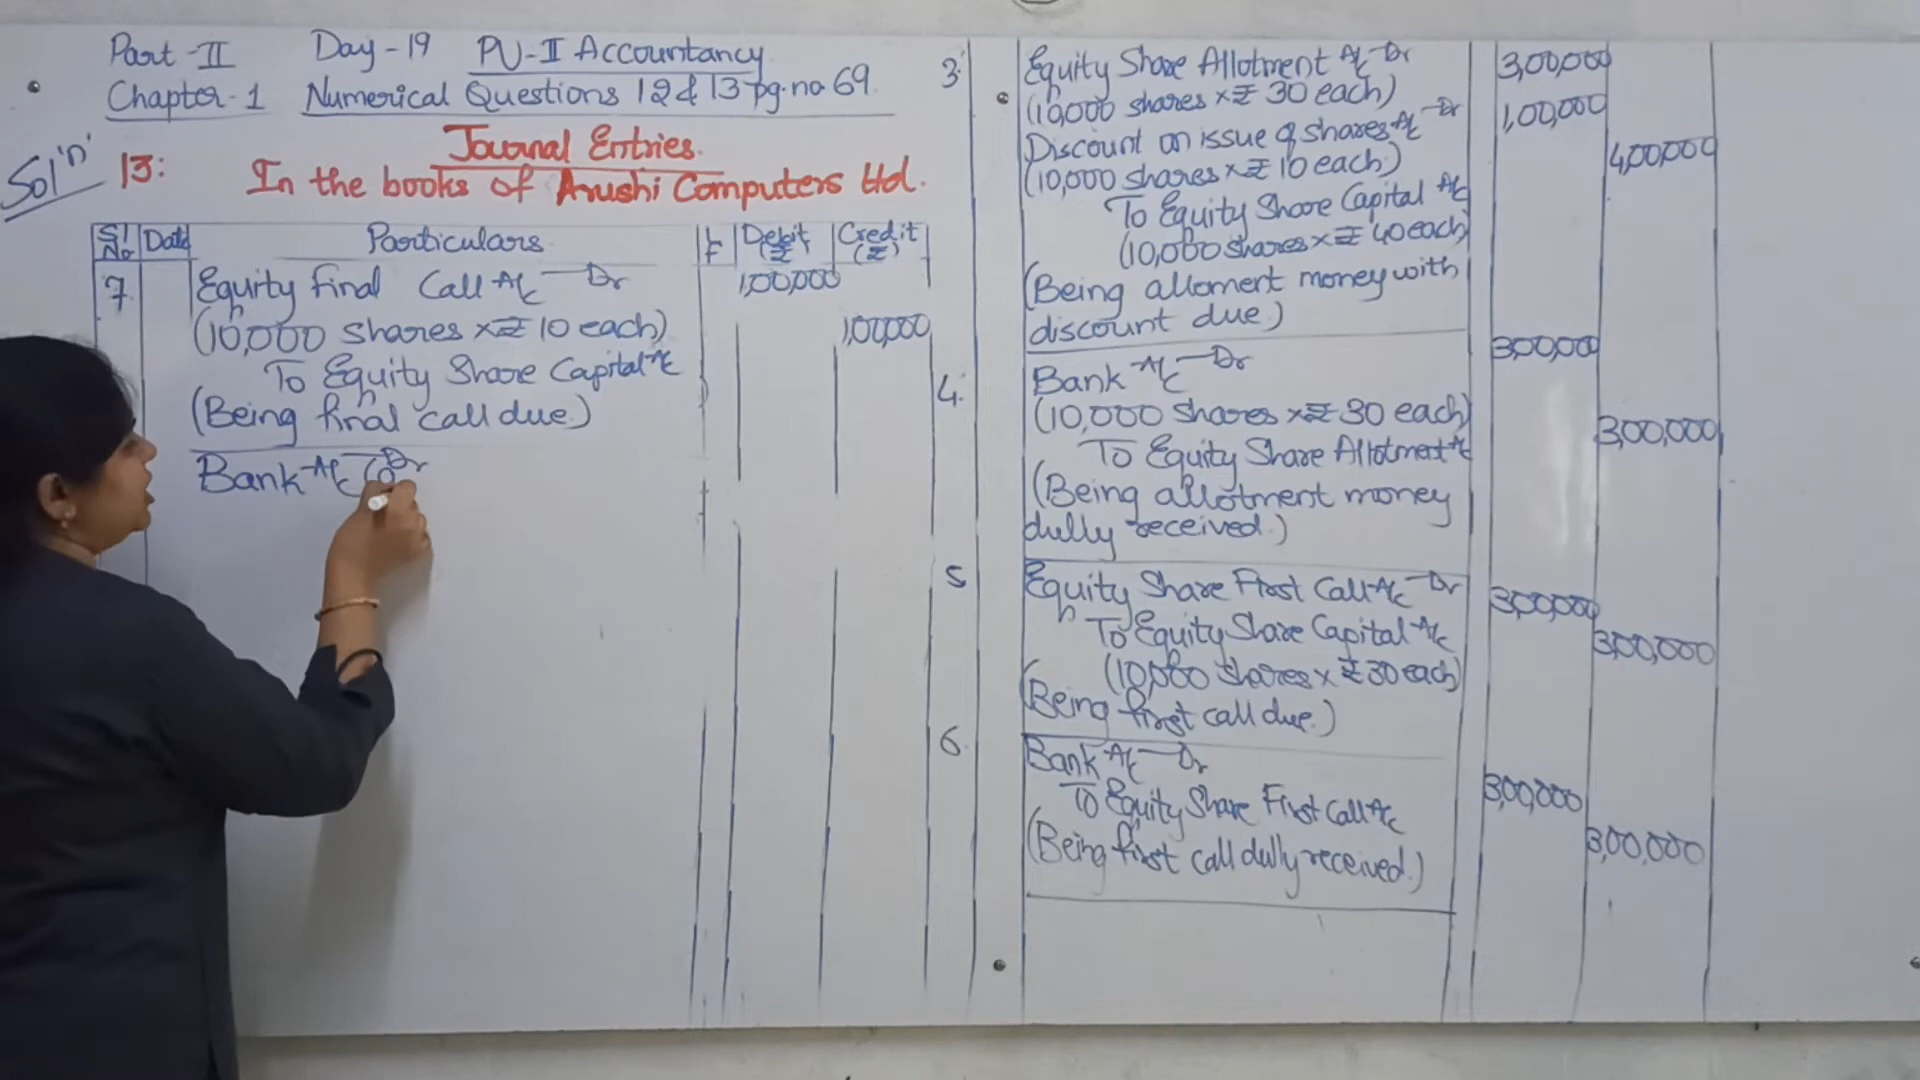 Part-II Day-19 PU-II Accountancy
Chapter-1 Numerical Questions 12 & 13 pg.no 69.
Sol'n'
Journal Entries.
13: In the books of Arushi Computers Ltd.
Sl No Date Particulars LF Debit (₹) Credit (₹)
7 Equity Final Call A/c — Dr 1,00,000
(10,000 shares × ₹ 10 each) 1,00,000
To Equity Share Capital A/c
(Being final call due.)
Bank A/c — Dr
3. Equity Share Allotment A/c — Dr 3,00,000
(10,000 shares × ₹ 30 each)
Discount on issue of shares A/c — Dr 1,00,000
(10,000 shares × ₹ 10 each) 4,00,000
To Equity Share Capital A/c
(10,000 shares × ₹ 40 each)
(Being alloment money with
discount due.)
4. Bank A/c — Dr 3,00,000
(10,000 shares × ₹ 30 each)
To Equity Share Allotment A/c 3,00,000
(Being allotment money
dully received.)
5 Equity Share First Call A/c — Dr 3,00,000
To Equity Share Capital A/c 3,00,000
(10,000 shares × ₹ 30 each)
(Being first call due.)
6. Bank A/c — Dr
To Equity Share First Call A/c 3,00,000
(Being first call dully received.) 3,00,000